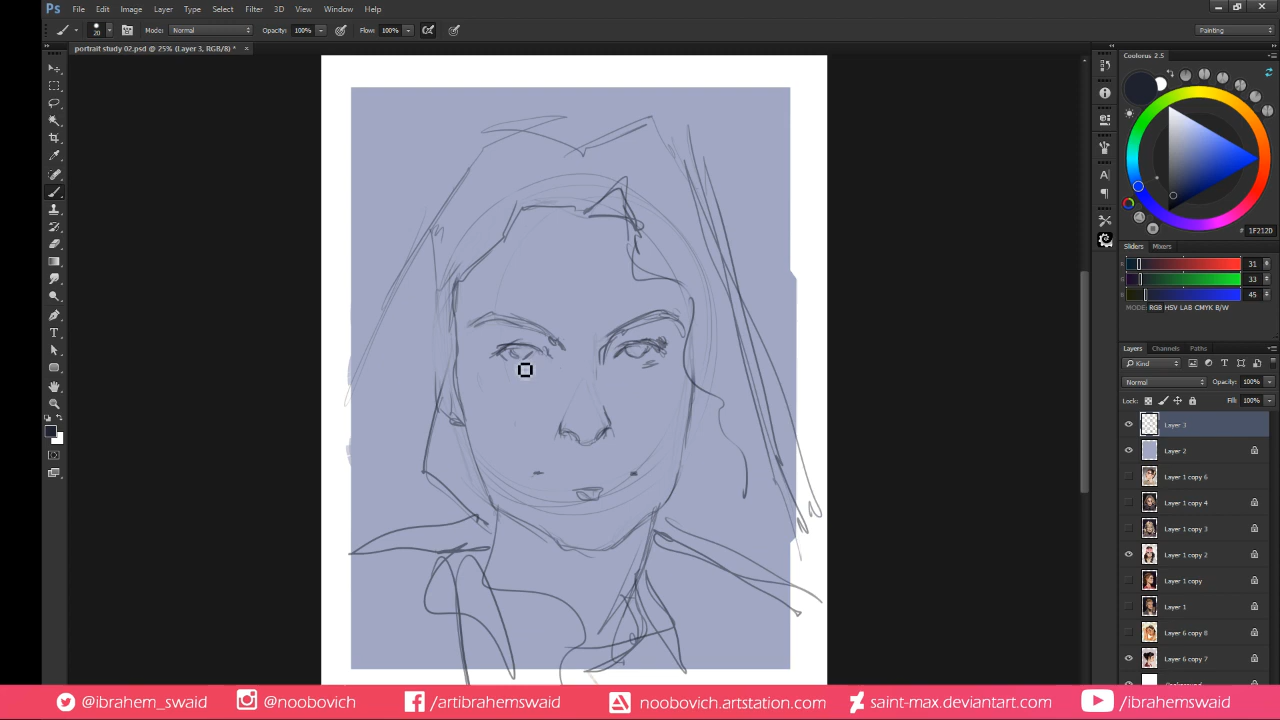 Ps File Edit Image Layer Type Select Filter 3D View Window Help
20 Mode: Normal Opacity: 100% Flow: 100% Painting
portrait study 02.psd @ 25% (Layer 3, RGB/8) * ×
Coolorus 2.5
# 1F212D
Sliders Mixers
31
33
45
MODE: RGB HSV LAB CMYK B/W
Layers Channels Paths
Kind
Normal Opacity: 100%
Lock: Fill: 100%
Layer 3
Layer 2
Layer 1 copy 6
Layer 1 copy 4
Layer 1 copy 3
Layer 1 copy 2
Layer 1 copy
Layer 1
Layer 6 copy 8
Layer 6 copy 7
Background
@ibrahem_swaid @noobovich /artibrahemswaid noobovich.artstation.com saint-max.deviantart.com /ibrahemswaid